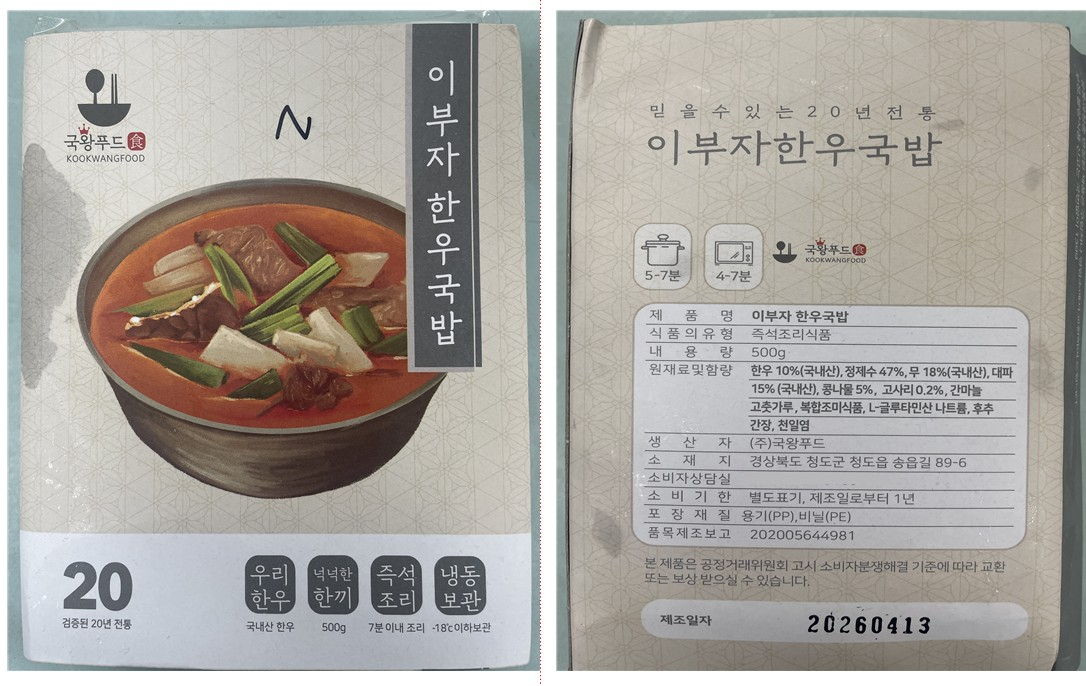 국왕푸드 食
KOOKWANGFOOD
N
이부자 한우국밥
20
검증된 20년 전통
우리 한우
국내산 한우
넉넉한 한끼
500g
즉석 조리
7분 이내 조리
냉동 보관
-18℃이하보관
믿을수있는20년전통
이부자한우국밥
5-7분
4-7분
국왕푸드 食
KOOKWANGFOOD
제품명 이부자 한우국밥
식품의유형 즉석조리식품
내용량 500g
원재료및함량 한우 10%(국내산), 정제수 47%, 무 18%(국내산), 대파
15% (국내산), 콩나물 5%, 고사리 0.2%, 간마늘
고춧가루, 복합조미식품, L-글루타민산 나트륨, 후추
간장, 천일염
생산자 (주)국왕푸드
소재지 경상북도 청도군 청도읍 송읍길 89-6
소비자상담실
소비기한 별도표기, 제조일로부터 1년
포장재질 용기(PP),비닐(PE)
품목제조보고 202005644981
본 제품은 공정거래위원회 고시 소비자분쟁해결 기준에 따라 교환
또는 보상 받으실 수 있습니다.
제조일자 20260413